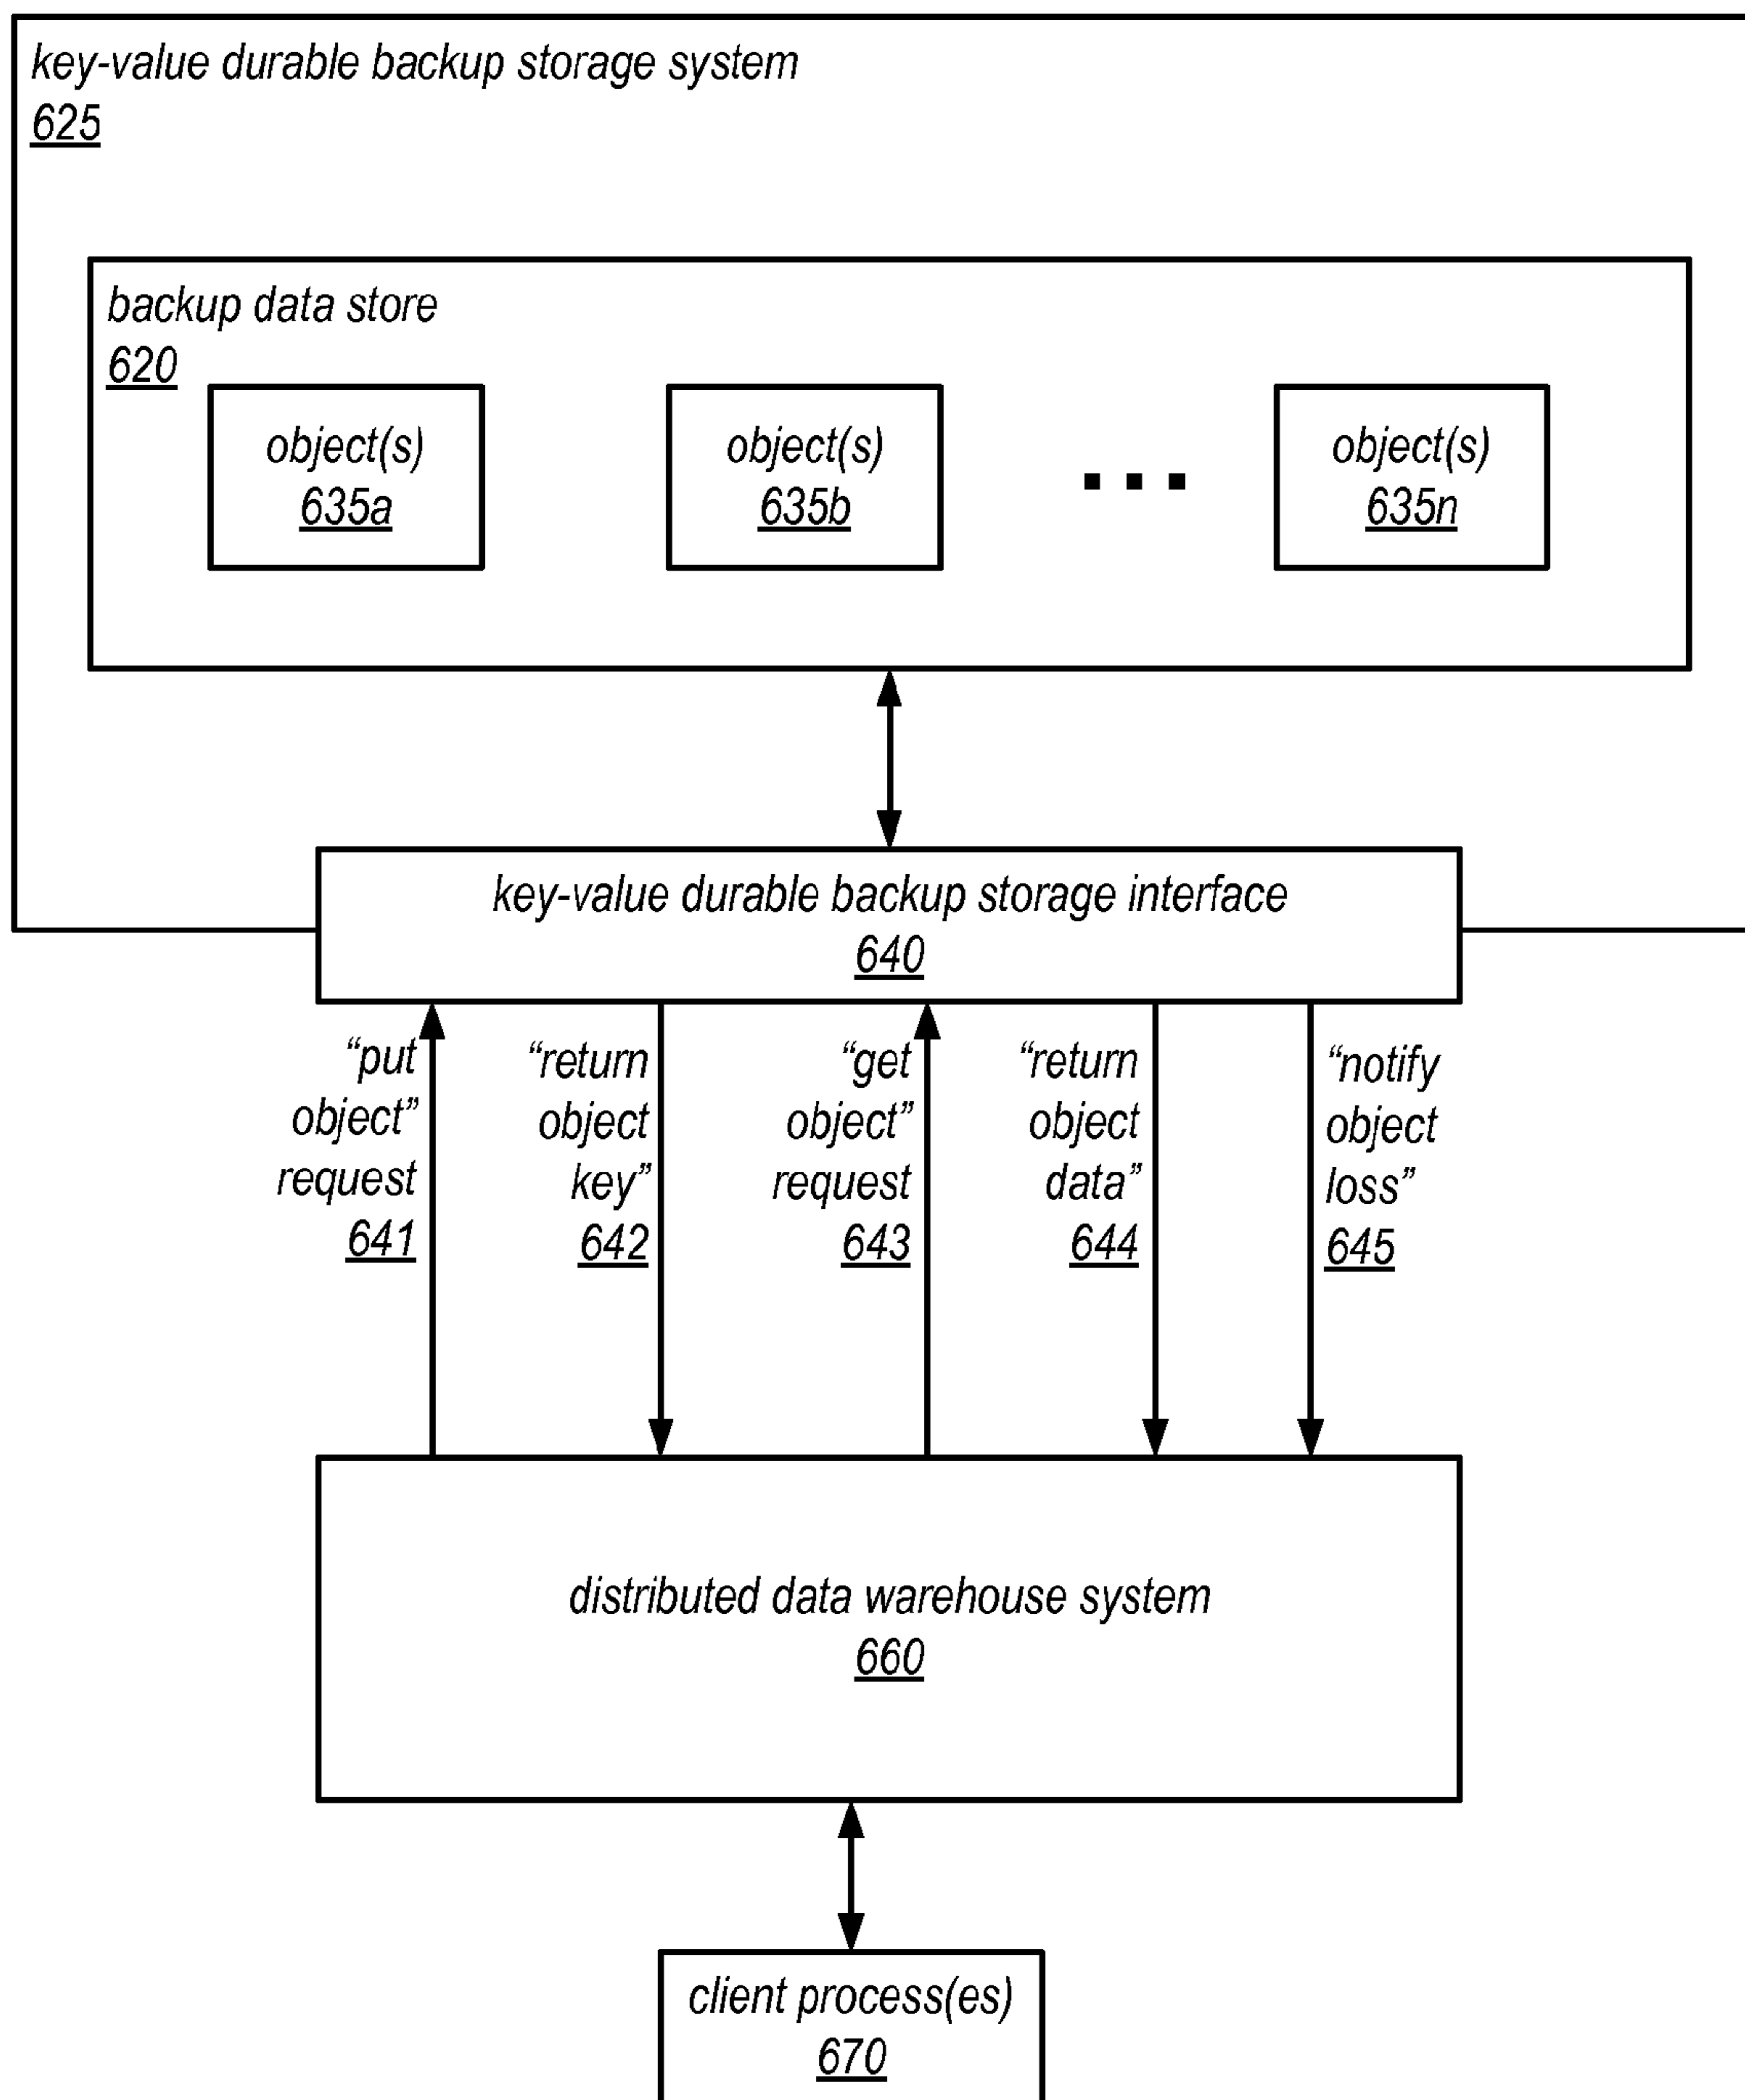 key-value durable backup storage system
625
backup data store
620
object(s)
635a
object(s)
635b
object(s)
635n
key-value durable backup storage interface
640
“put
object”
request
641
“return
object
key”
642
“get
object”
request
643
“return
object
data”
644
“notify
object
loss”
645
distributed data warehouse system
660
client process(es)
670